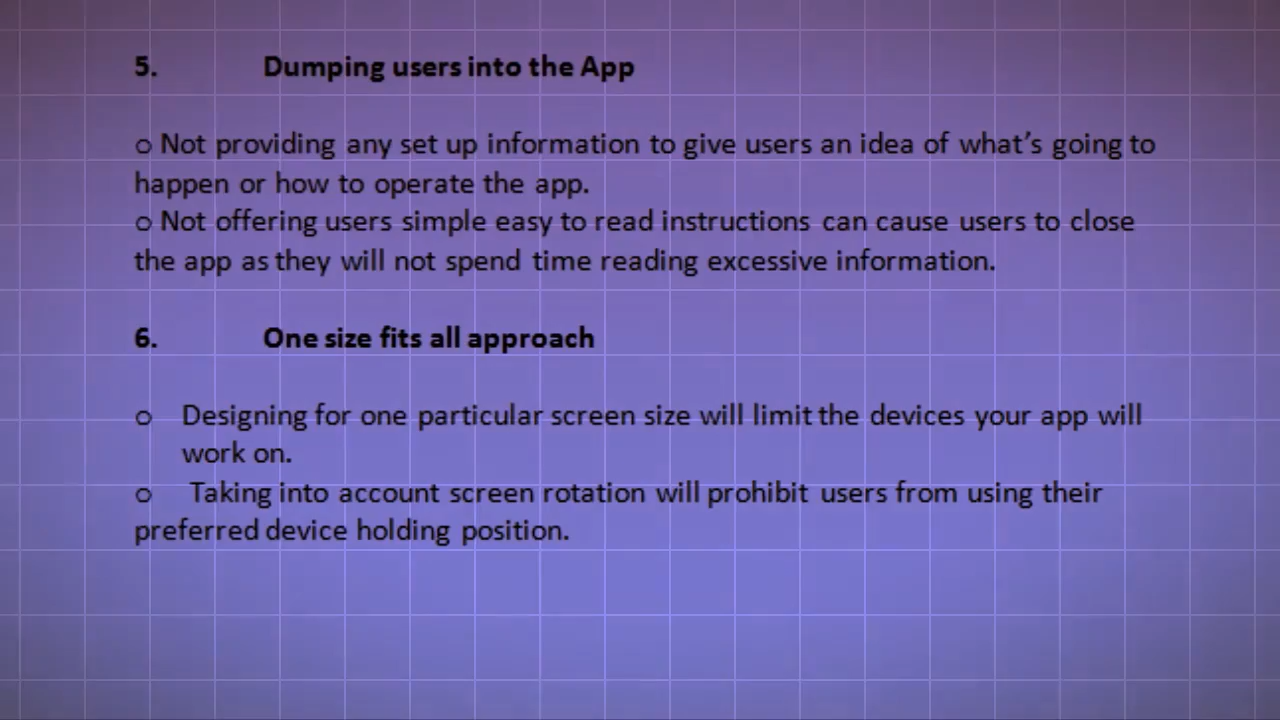 5. Dumping users into the App
o Not providing any set up information to give users an idea of what’s going to
happen or how to operate the app.
o Not offering users simple easy to read instructions can cause users to close
the app as they will not spend time reading excessive information.
6. One size fits all approach
o Designing for one particular screen size will limit the devices your app will
work on.
o Taking into account screen rotation will prohibit users from using their
preferred device holding position.